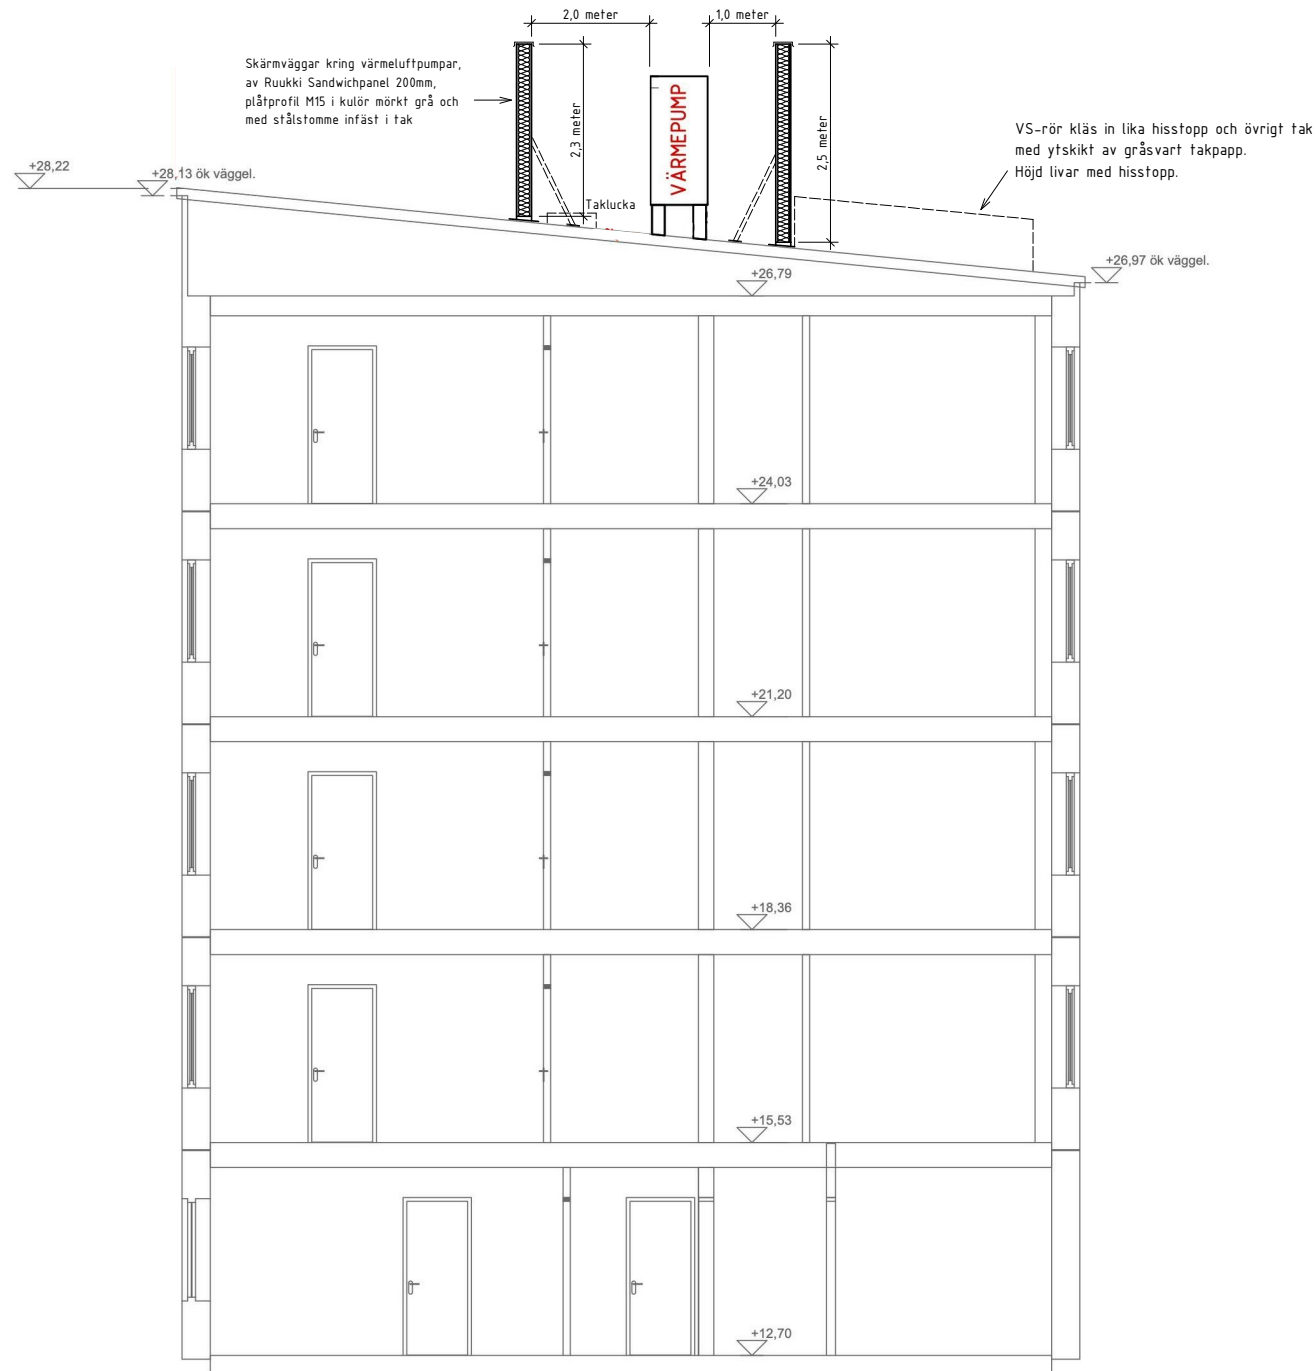 2,0 meter
1,0 meter
Skärmväggar kring värmeluftpumpar,
av Ruukki Sandwichpanel 200mm,
plåtprofil M15 i kulör mörkt grå och
med stålstomme infäst i tak
2,3 meter
VÄRMEPUMP
2,5 meter
VS-rör kläs in lika hisstopp och övrigt tak
med ytskikt av gråsvart takpapp.
Höjd livar med hisstopp.
+28,22
+28,13 ök väggel.
Taklucka
+26,97 ök väggel.
+26,79
+24,03
+21,20
+18,36
+15,53
+12,70